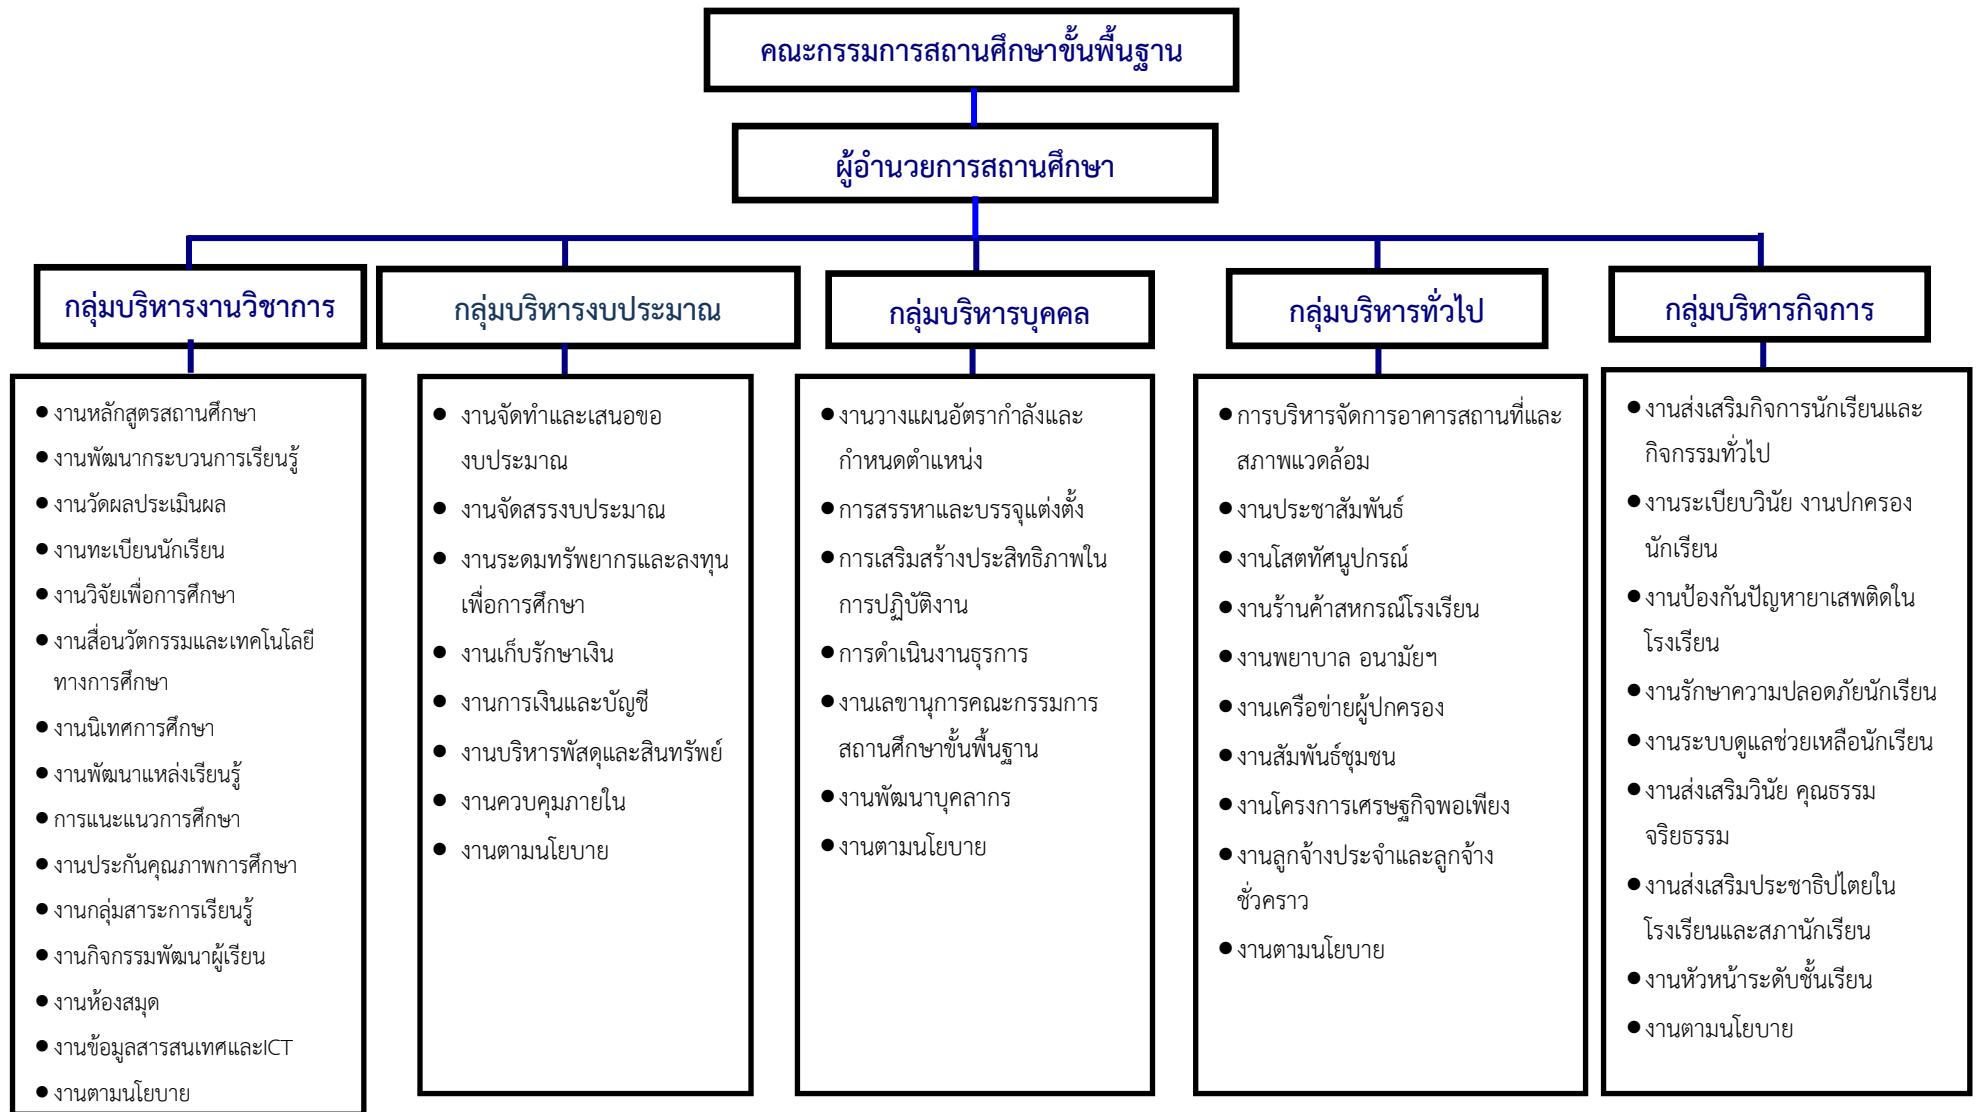 คณะกรรมการสถานศึกษาขั้นพื้นฐาน
ผู้อำนวยการสถานศึกษา
กลุ่มบริหารงานวิชาการ
● งานหลักสูตรสถานศึกษา
● งานพัฒนากระบวนการเรียนรู้
● งานวัดผลประเมินผล
● งานทะเบียนนักเรียน
● งานวิจัยเพื่อการศึกษา
● งานสื่อนวัตกรรมและเทคโนโลยี
ทางการศึกษา
● งานนิเทศการศึกษา
● งานพัฒนาแหล่งเรียนรู้
● การแนะแนวการศึกษา
● งานประกันคุณภาพการศึกษา
● งานกลุ่มสาระการเรียนรู้
● งานกิจกรรมพัฒนาผู้เรียน
● งานห้องสมุด
● งานข้อมูลสารสนเทศและICT
● งานตามนโยบาย
กลุ่มบริหารงบประมาณ
● งานจัดทำและเสนอขอ
งบประมาณ
● งานจัดสรรงบประมาณ
● งานระดมทรัพยากรและลงทุน
เพื่อการศึกษา
● งานเก็บรักษาเงิน
● งานการเงินและบัญชี
● งานบริหารพัสดุและสินทรัพย์
● งานควบคุมภายใน
● งานตามนโยบาย
กลุ่มบริหารบุคคล
● งานวางแผนอัตรากำลังและ
กำหนดตำแหน่ง
● การสรรหาและบรรจุแต่งตั้ง
● การเสริมสร้างประสิทธิภาพใน
การปฏิบัติงาน
● การดำเนินงานธุรการ
● งานเลขานุการคณะกรรมการ
สถานศึกษาขั้นพื้นฐาน
● งานพัฒนาบุคลากร
● งานตามนโยบาย
กลุ่มบริหารทั่วไป
● การบริหารจัดการอาคารสถานที่และ
สภาพแวดล้อม
● งานประชาสัมพันธ์
● งานโสตทัศนูปกรณ์
● งานร้านค้าสหกรณ์โรงเรียน
● งานพยาบาล อนามัยฯ
● งานเครือข่ายผู้ปกครอง
● งานสัมพันธ์ชุมชน
● งานโครงการเศรษฐกิจพอเพียง
● งานลูกจ้างประจำและลูกจ้าง
ชั่วคราว
● งานตามนโยบาย
กลุ่มบริหารกิจการ
● งานส่งเสริมกิจการนักเรียนและ
กิจกรรมทั่วไป
● งานระเบียบวินัย งานปกครอง
นักเรียน
● งานป้องกันปัญหายาเสพติดใน
โรงเรียน
● งานรักษาความปลอดภัยนักเรียน
● งานระบบดูแลช่วยเหลือนักเรียน
● งานส่งเสริมวินัย คุณธรรม
จริยธรรม
● งานส่งเสริมประชาธิปไตยใน
โรงเรียนและสภานักเรียน
● งานหัวหน้าระดับชั้นเรียน
● งานตามนโยบาย